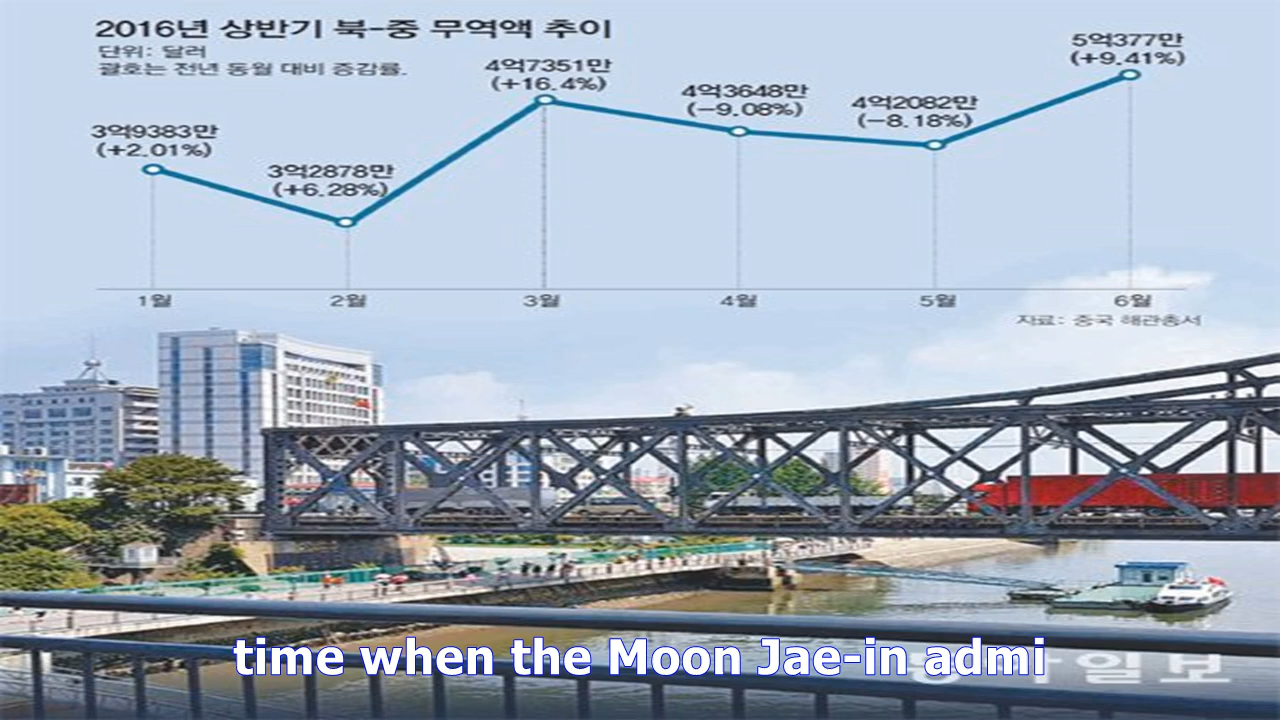 2016년 상반기 북-중 무역액 추이
단위: 달러
괄호는 전년 동월 대비 증감률.
3억9383만
(+2.01%)
3억2878만
(+6.28%)
4억7351만
(+16.4%)
4억3648만
(-9.08%)
4억2082만
(-8.18%)
5억377만
(+9.41%)
1월 2월 3월 4월 5월 6월
자료: 중국 해관총서
time when the Moon Jae-in admi